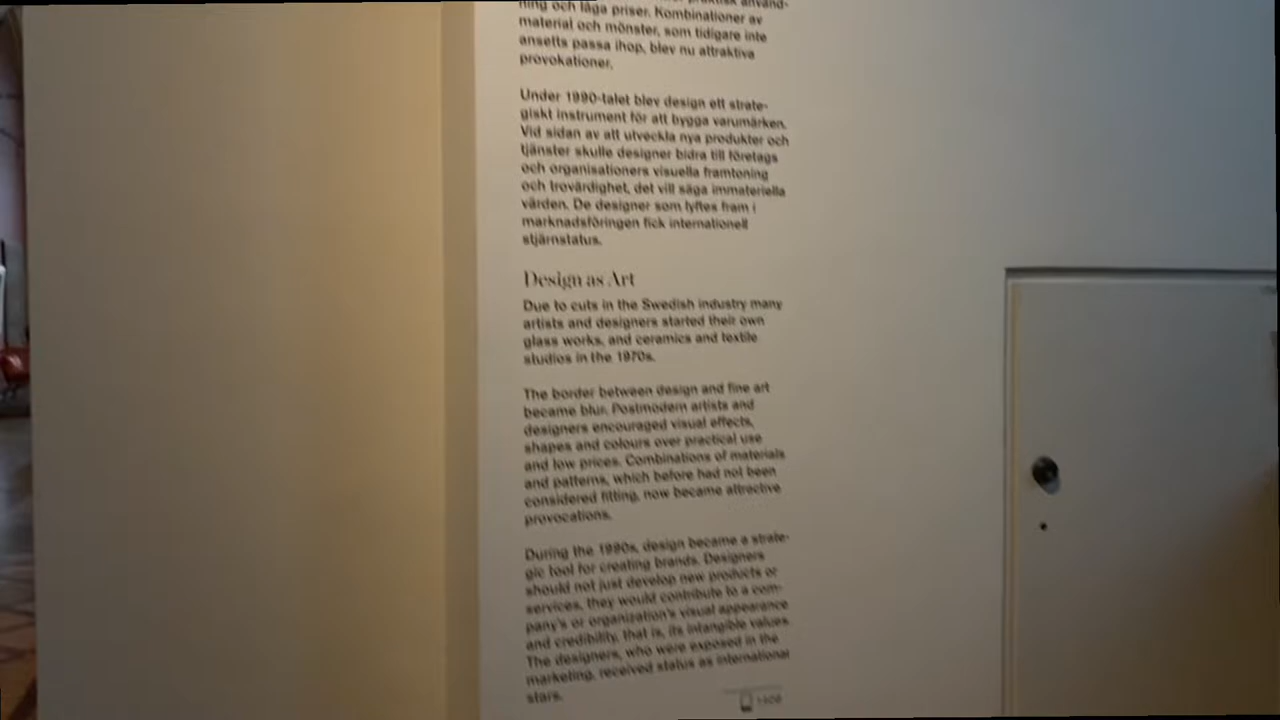 ning och låga priser. Kombinationer av
material och mönster, som tidigare inte
ansetts passa ihop, blev nu attraktiva
provokationer.
Under 1990-talet blev design ett strate-
giskt instrument för att bygga varumärken.
Vid sidan av att utveckla nya produkter och
tjänster skulle designer bidra till företags
och organisationers visuella framtoning
och trovärdighet, det vill säga immateriella
värden. De designer som lyftes fram i
marknadsföringen fick internationell
stjärnstatus.
Design as Art
Due to cuts in the Swedish industry many
artists and designers started their own
glass works, and ceramics and textile
studios in the 1970s.
The border between design and fine art
became blur. Postmodern artists and
designers encouraged visual effects,
shapes and colours over practical use
and low prices. Combinations of materials
and patterns, which before had not been
considered fitting, now became attractive
provocations.
During the 1990s, design became a strate-
gic tool for creating brands. Designers
should not just develop new products or
services, they would contribute to a com-
pany's or organization's visual appearance
and credibility, that is, its intangible values
The designers, who were exposed in the
marketing, received status as international
stars.